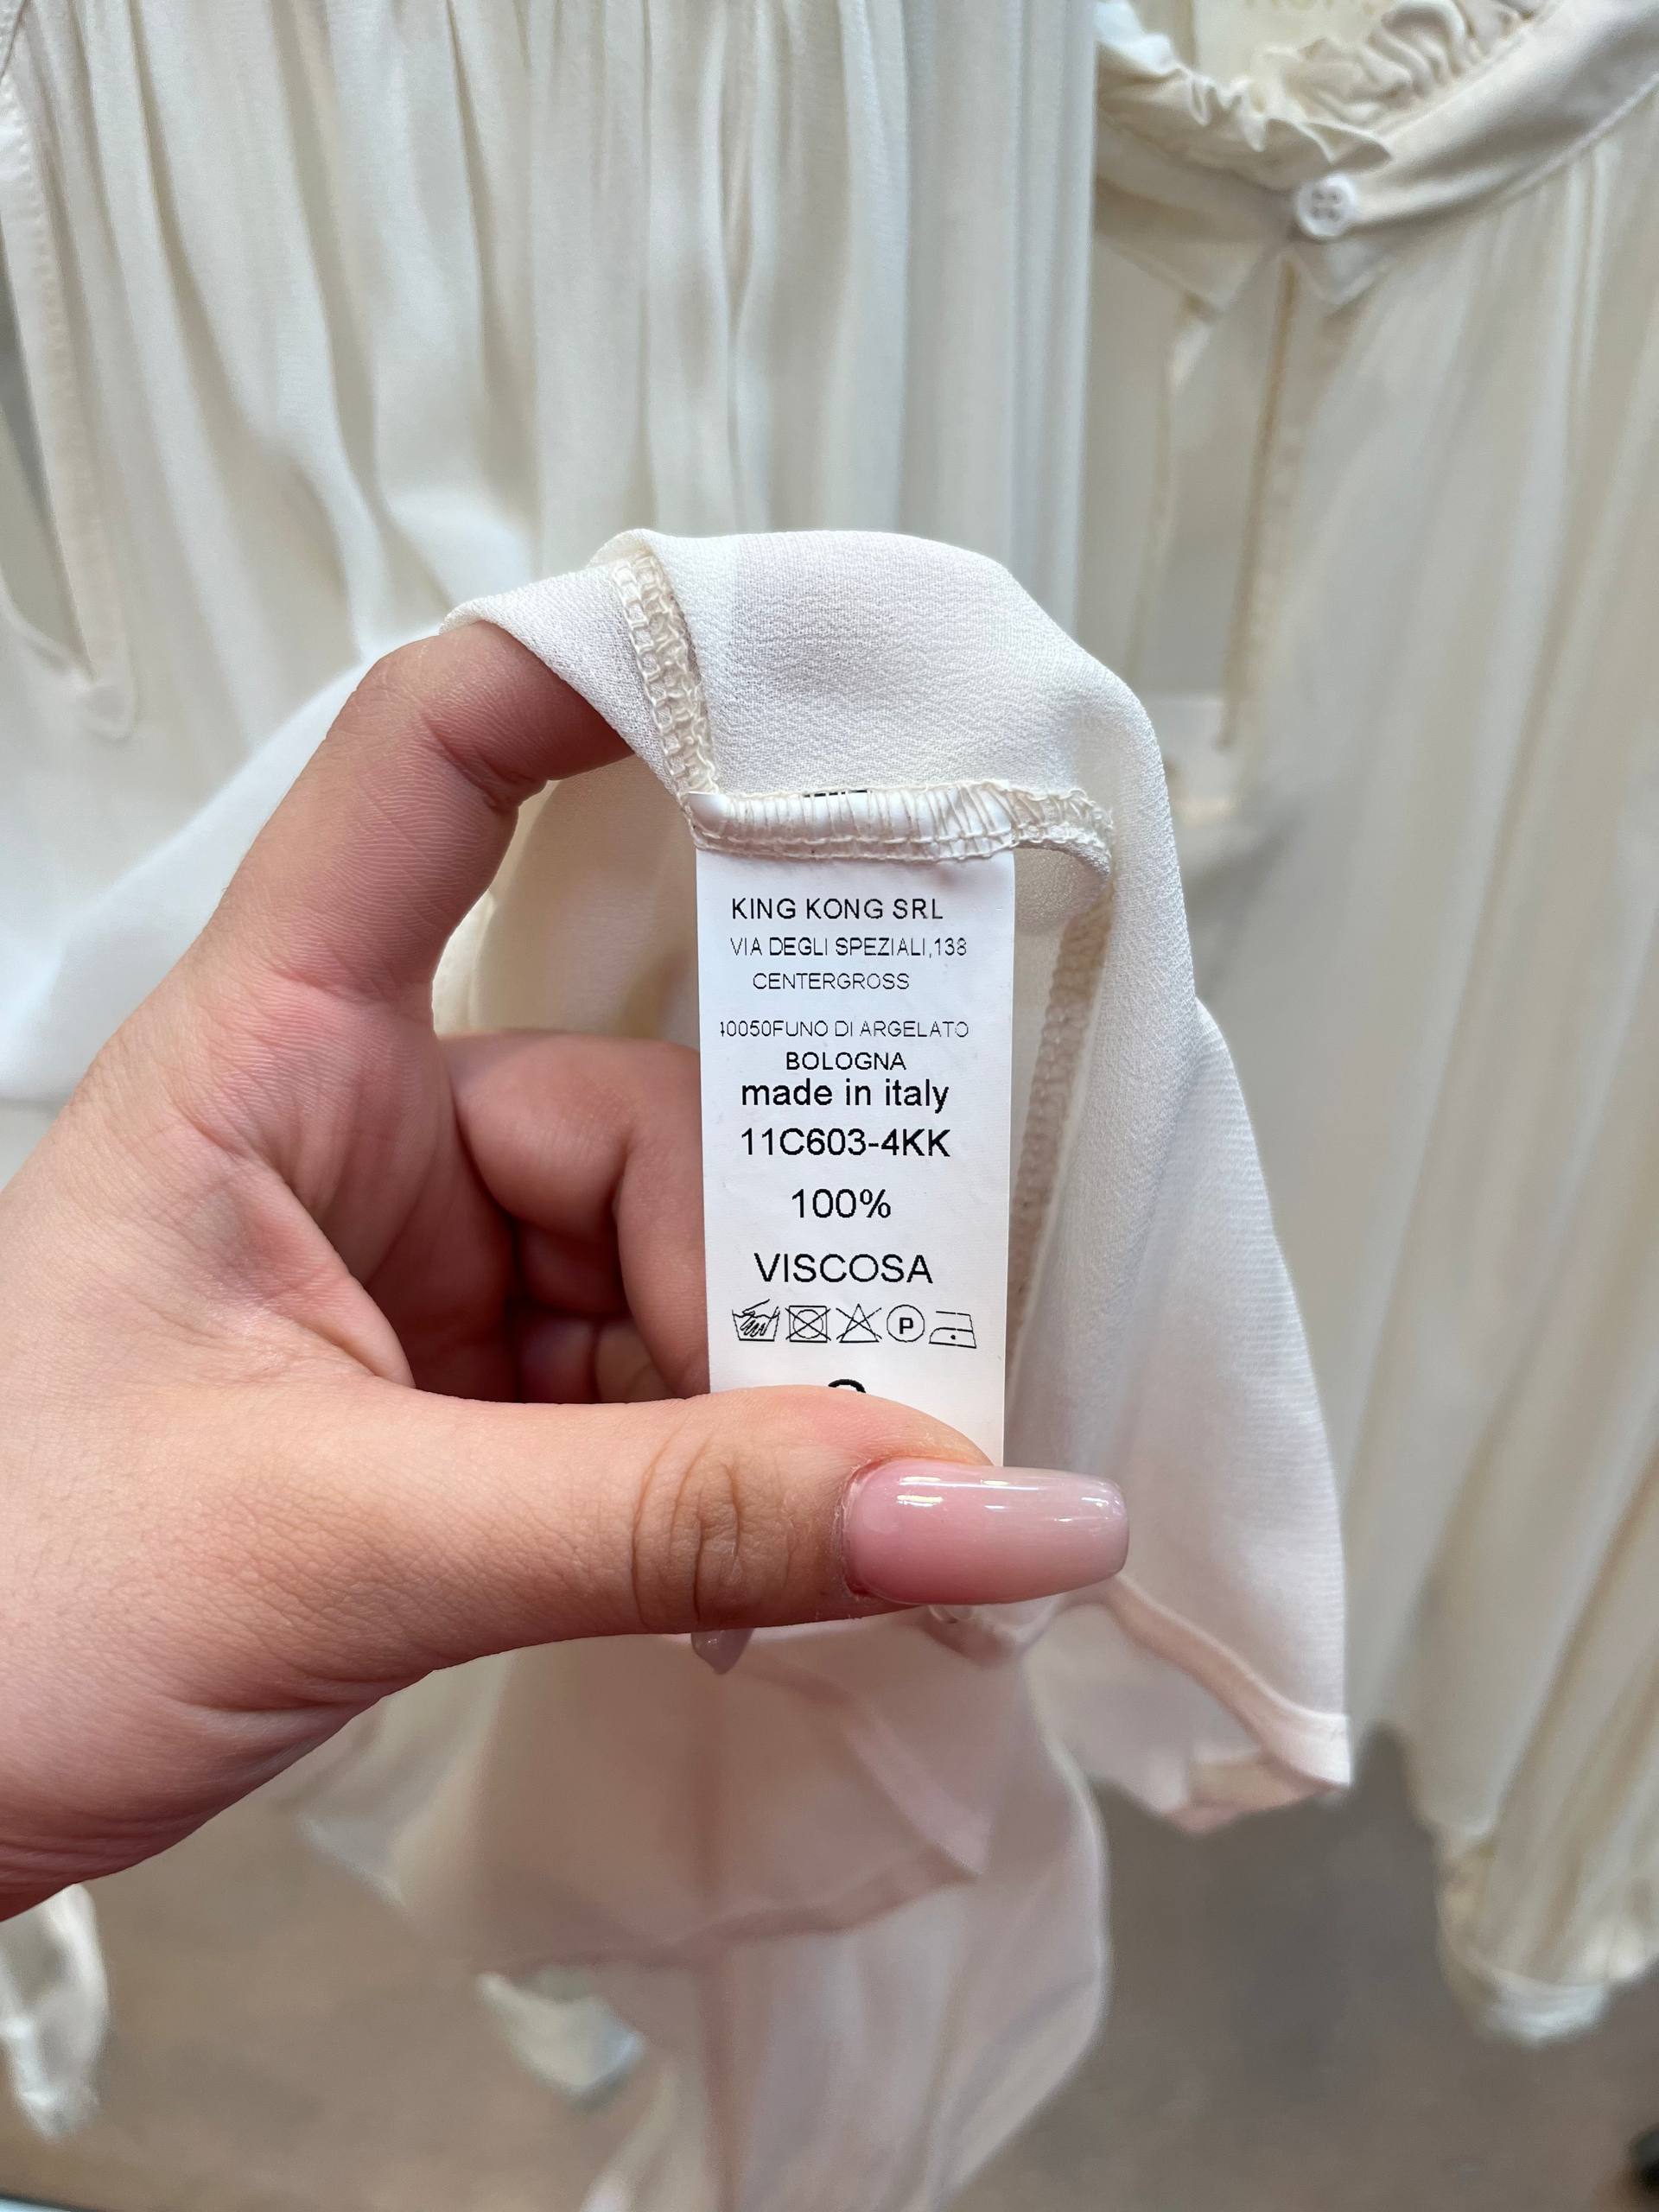 KING KONG SRL
VIA DEGLI SPEZIALI,138
CENTERGROSS
40050FUNO DI ARGELATO
BOLOGNA
made in italy
11C603-4KK
100%
VISCOSA
P